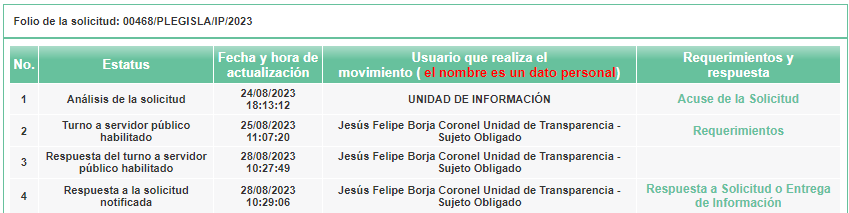 Folio de la solicitud: 00468/PLEGISLA/IP/2023
No.
Estatus
Fecha y hora de
actualización
Usuario que realiza el
movimiento ( el nombre es un dato personal)
Requerimientos y
respuesta
1
Análisis de la solicitud
24/08/2023
18:13:12
UNIDAD DE INFORMACIÓN
Acuse de la Solicitud
2
Turno a servidor público
habilitado
25/08/2023
11:07:20
Jesús Felipe Borja Coronel Unidad de Transparencia -
Sujeto Obligado
Requerimientos
3
Respuesta del turno a servidor
público habilitado
28/08/2023
10:27:49
Jesús Felipe Borja Coronel Unidad de Transparencia -
Sujeto Obligado
4
Respuesta a la solicitud
notificada
28/08/2023
10:29:06
Jesús Felipe Borja Coronel Unidad de Transparencia -
Sujeto Obligado
Respuesta a Solicitud o Entrega
de Información